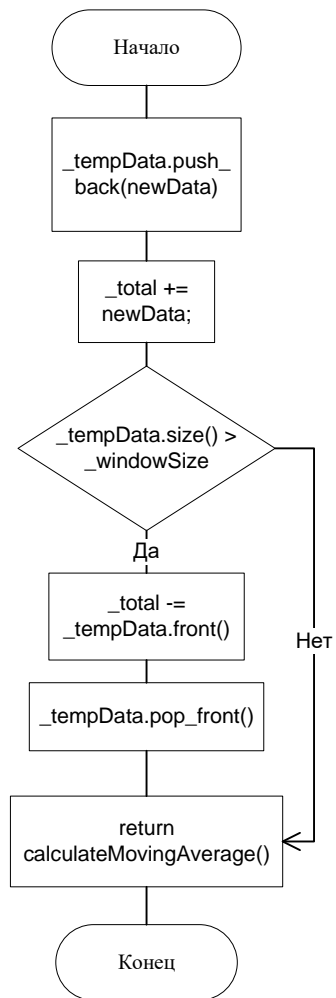 Начало
_tempData.push_
back(newData)
_total +=
newData;
_tempData.size() >
_windowSize
Да
_total -=
_tempData.front()
Нет
_tempData.pop_front()
return
calculateMovingAverage()
Конец